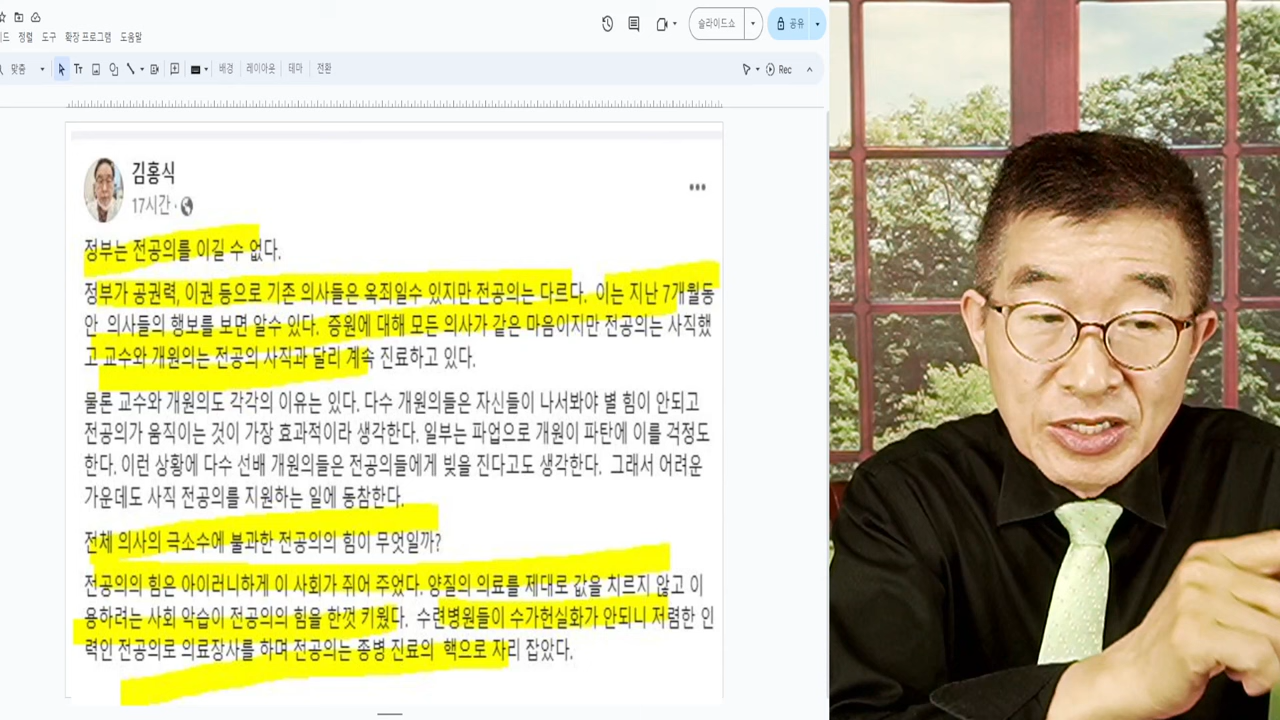 정렬 도구 확장 프로그램 도움말
슬라이드쇼
공유
맞춤
배경 레이아웃 테마 전환
Rec
김홍식
17시간
정부는 전공의를 이길 수 없다.
정부가 공권력, 이권 등으로 기존 의사들은 옥죄일수 있지만 전공의는 다르다. 이는 지난 7개월동
안 의사들의 행보를 보면 알수 있다. 증원에 대해 모든 의사가 같은 마음이지만 전공의는 사직했
고 교수와 개원의는 전공의 사직과 달리 계속 진료하고 있다.
물론 교수와 개원의도 각각의 이유는 있다. 다수 개원의들은 자신들이 나서봐야 별 힘이 안되고
전공의가 움직이는 것이 가장 효과적이라 생각한다. 일부는 파업으로 개원이 파탄에 이를 걱정도
한다. 이런 상황에 다수 선배 개원의들은 전공의들에게 빚을 진다고도 생각한다. 그래서 어려운
가운데도 사직 전공의를 지원하는 일에 동참한다.
전체 의사의 극소수에 불과한 전공의의 힘이 무엇일까?
전공의의 힘은 아이러니하게 이 사회가 쥐어 주었다. 양질의 의료를 제대로 값을 치르지 않고 이
용하려는 사회 악습이 전공의의 힘을 한껏 키웠다. 수련병원들이 수가현실화가 안되니 저렴한 인
력인 전공의로 의료장사를 하며 전공의는 종병 진료의 핵으로 자리 잡았다.